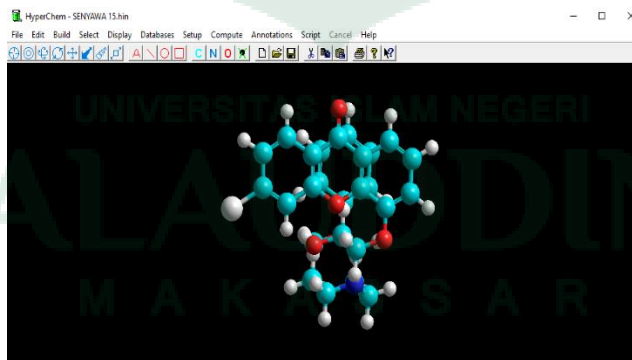 HyperChem - SENYAWA 15.hin
File Edit Build Select Display Databases Setup Compute Annotations Script Cancel Help
A C N O
UNIVERSITAS ISLAM NEGERI
ALAUDDIN
MAKASSAR